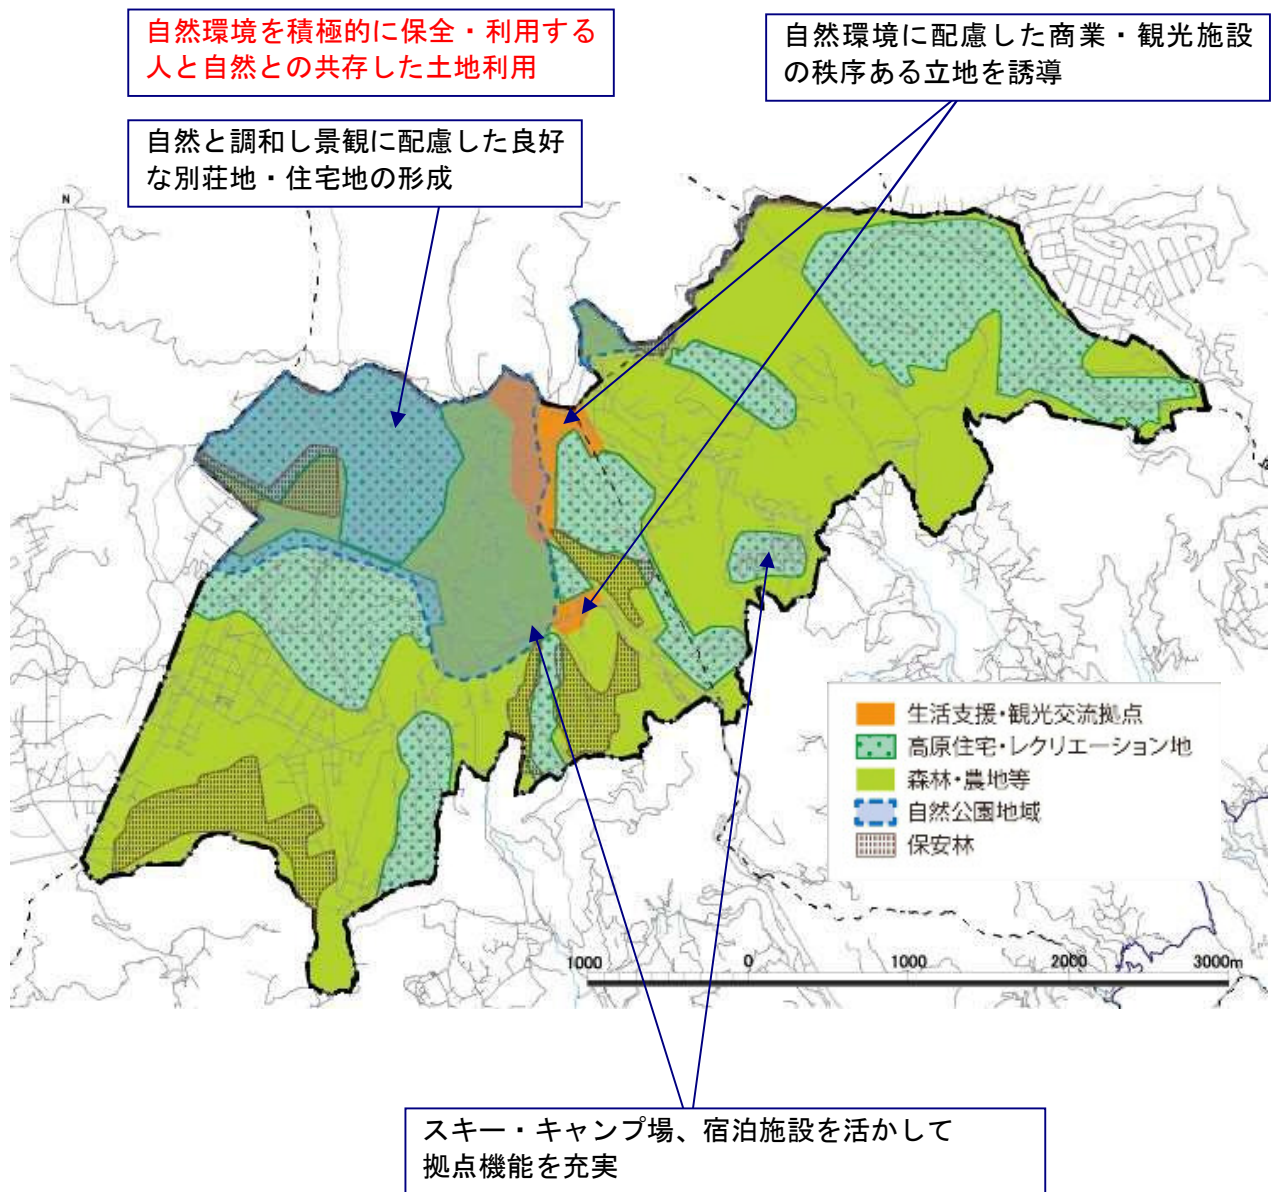 自然環境を積極的に保全・利用する
人と自然との共存した土地利用
自然環境に配慮した商業・観光施設
の秩序ある立地を誘導
自然と調和し景観に配慮した良好
な別荘地・住宅地の形成
N
生活支援・観光交流拠点
高原住宅・レクリエーション地
森林・農地等
自然公園地域
保安林
1000 0 1000 2000 3000m
スキー・キャンプ場、宿泊施設を活かして
拠点機能を充実